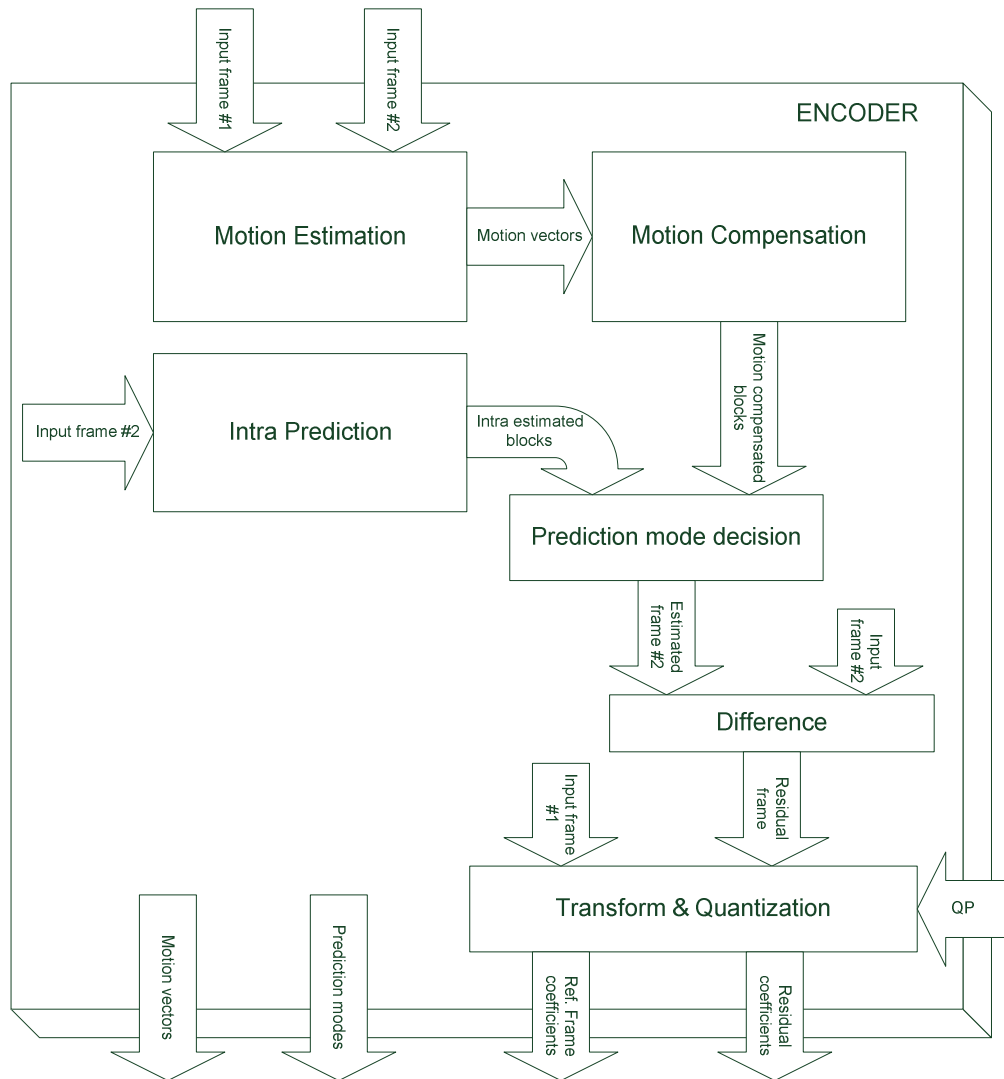 Input frame #1
Input frame #2
ENCODER
Motion Estimation
Motion vectors
Motion Compensation
Motion compensated
blocks
Input frame #2
Intra Prediction
Intra estimated
blocks
Prediction mode decision
Estimated
frame #2
Input
frame #2
Difference
Input frame
#1
Residual
frame
Transform & Quantization
QP
Motion vectors
Prediction modes
Ref. Frame
coefficients
Residual
coefficients